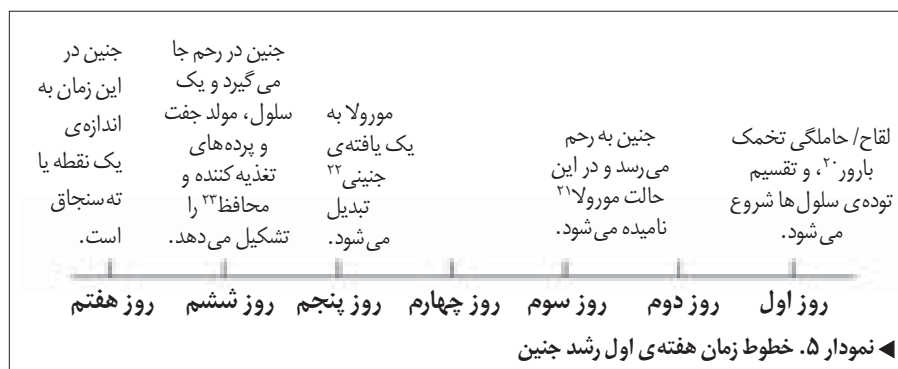 لقاح/ حاملگی تخمک
بارور۲۰، و تقسیم
توده‌ی سلول‌ها شروع
می‌شود.
جنین به رحم
می‌رسد و در این
حالت مورولا۲۱
نامیده می‌شود.
مورولا به
یک یافته‌ی
جنینی۲۲
تبدیل
می‌شود.
جنین در رحم جا
می‌گیرد و یک
سلول، مولد جفت
و پرده‌های
تغذیه کننده و
محافظ۲۳ را
تشکیل می‌دهد.
جنین در
این زمان به
اندازه‌ی
یک نقطه یا
ته‌سنجاق
است.
روز اول روز دوم روز سوم روز چهارم روز پنجم روز ششم روز هفتم
◀ نمودار ۵. خطوط زمان هفته‌ی اول رشد جنین